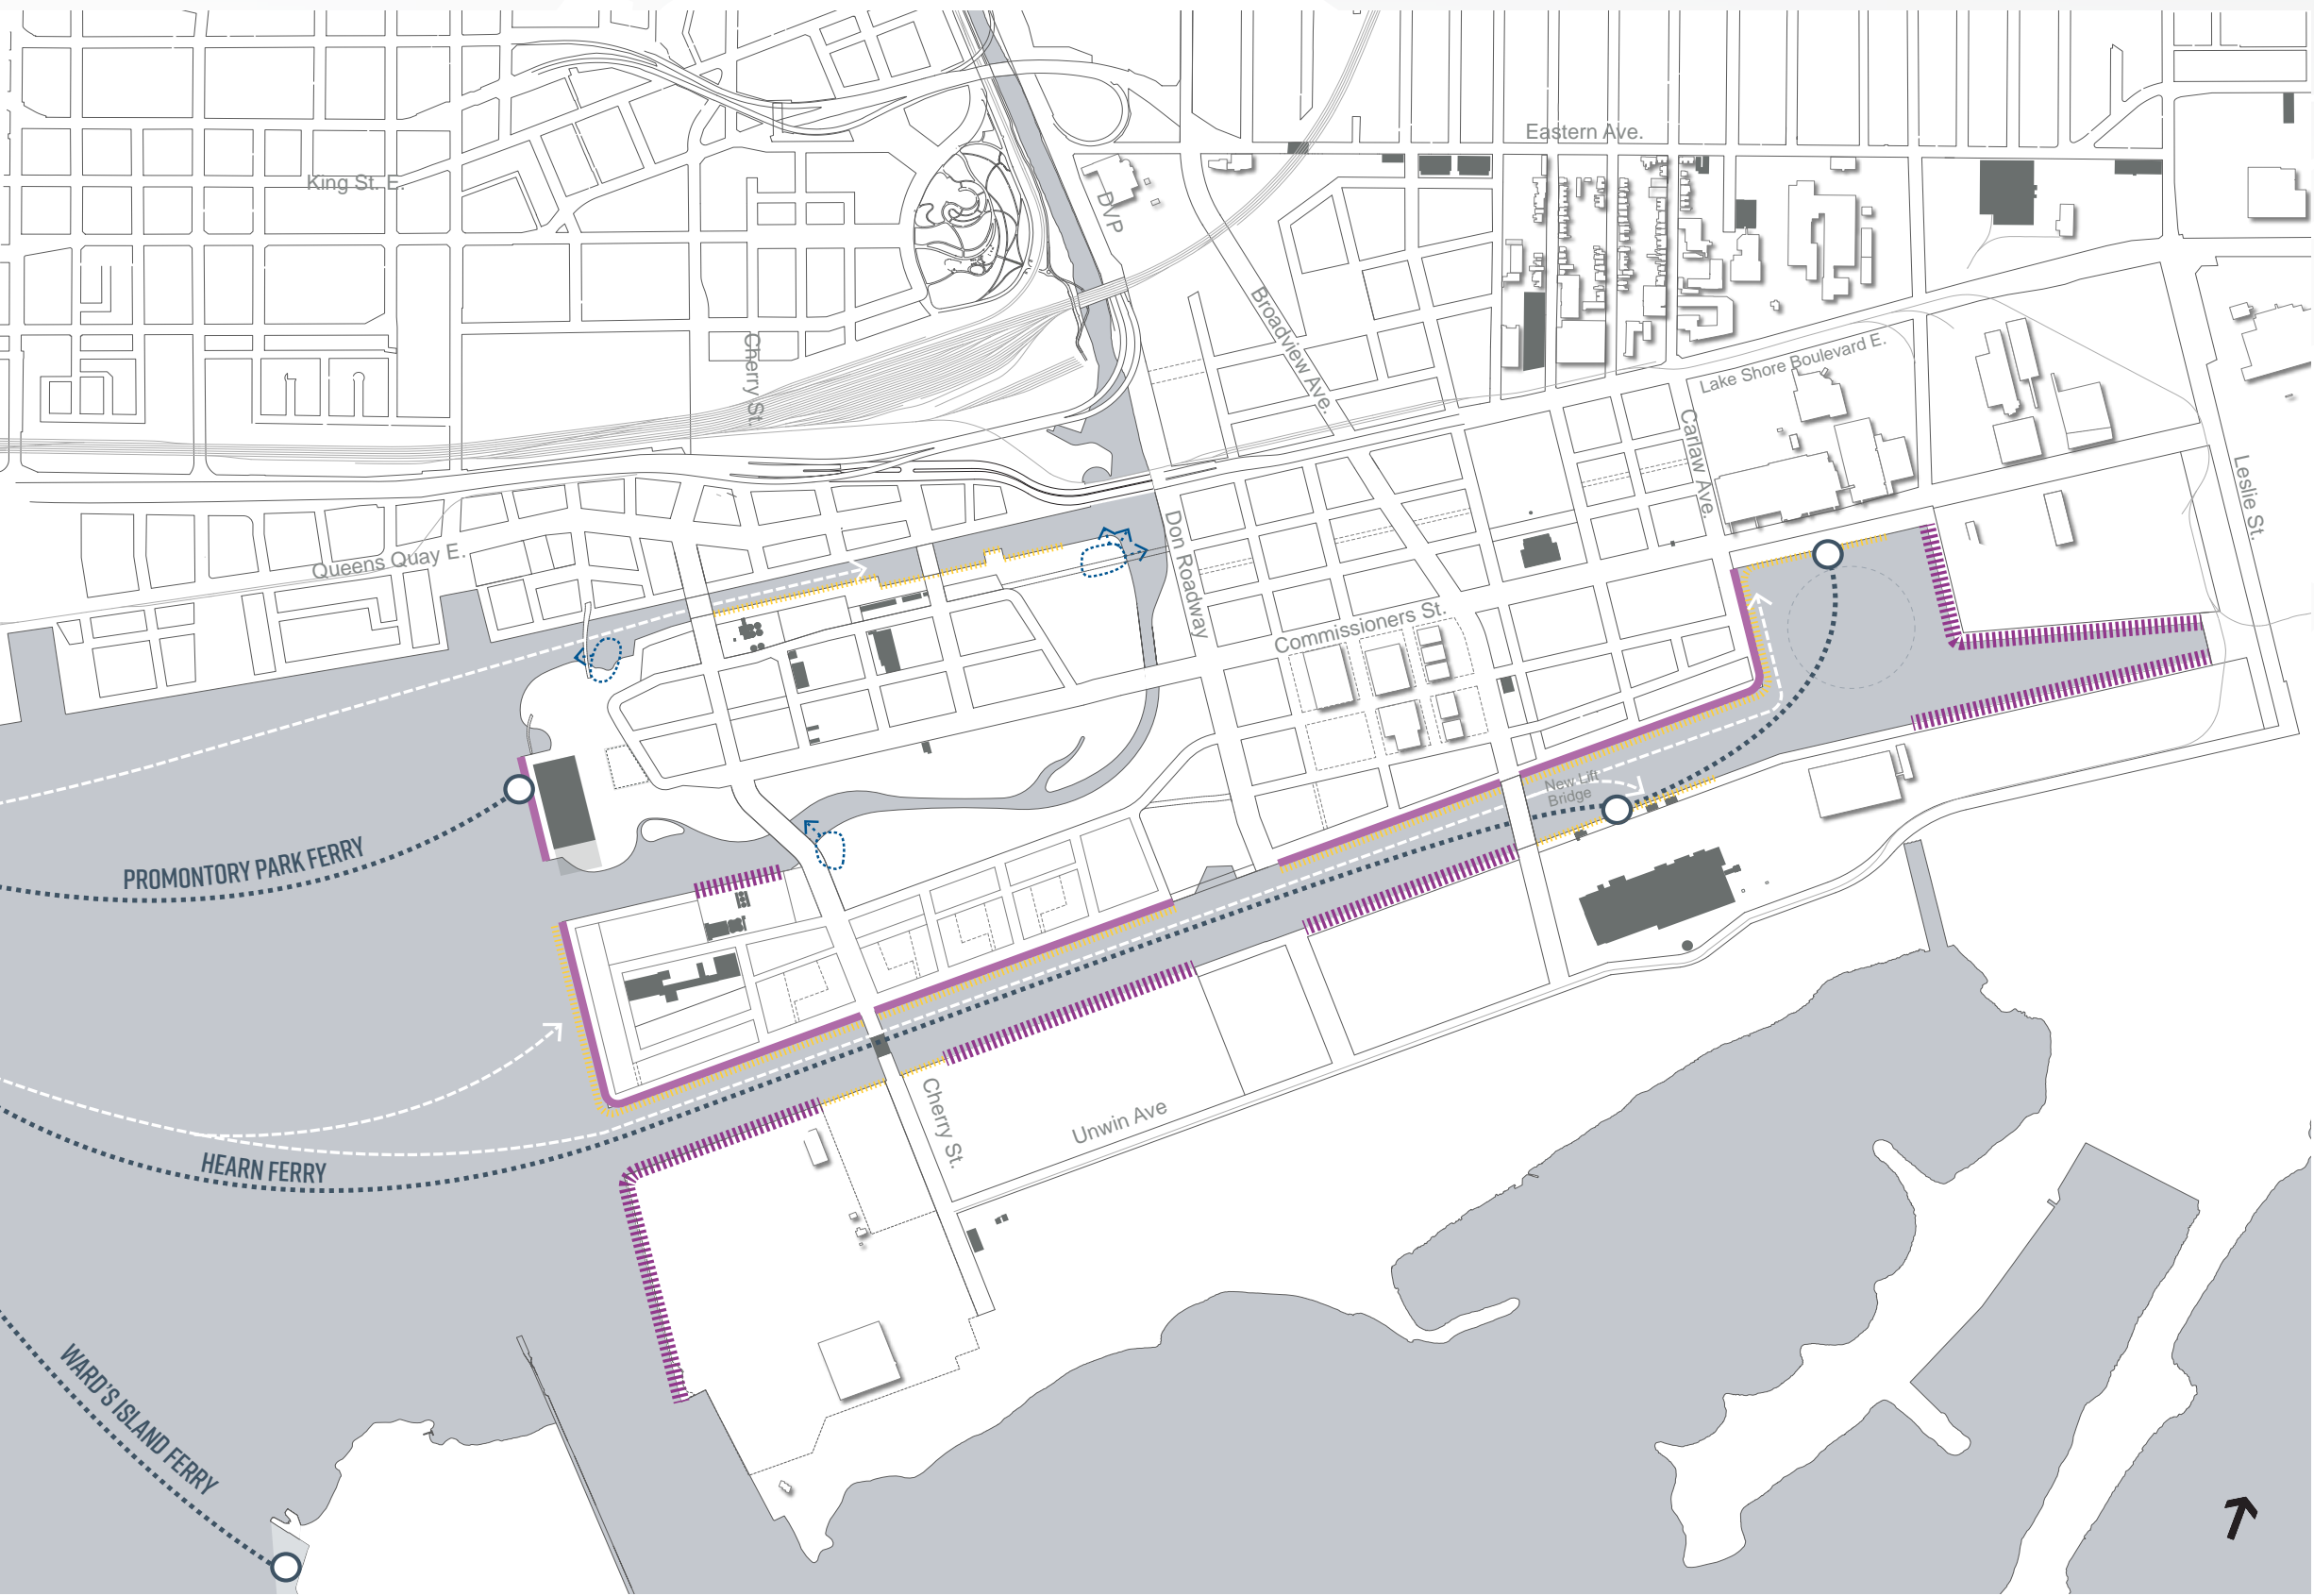 Eastern Ave.
King St. E.
DVP
Broadview Ave.
Cherry St.
Lake Shore Boulevard E.
Carlaw Ave.
Leslie St.
Queens Quay E.
Don Roadway
Commissioners St.
New Lift
Bridge
PROMONTORY PARK FERRY
HEARN FERRY
Cherry St.
Unwin Ave
WARD'S ISLAND FERRY